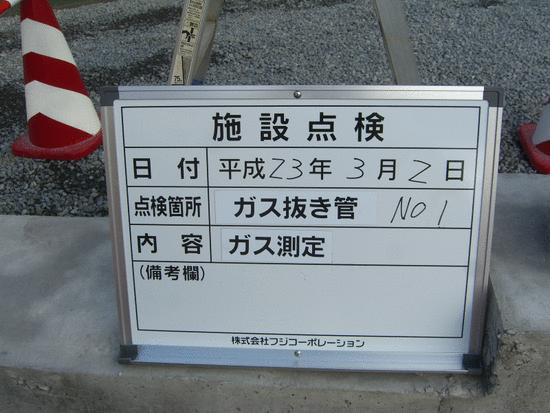 施設点検
日付 平成23年3月2日
点検箇所 ガス抜き管 NO1
内容 ガス測定
(備考欄)
株式会社フジコーポレーション